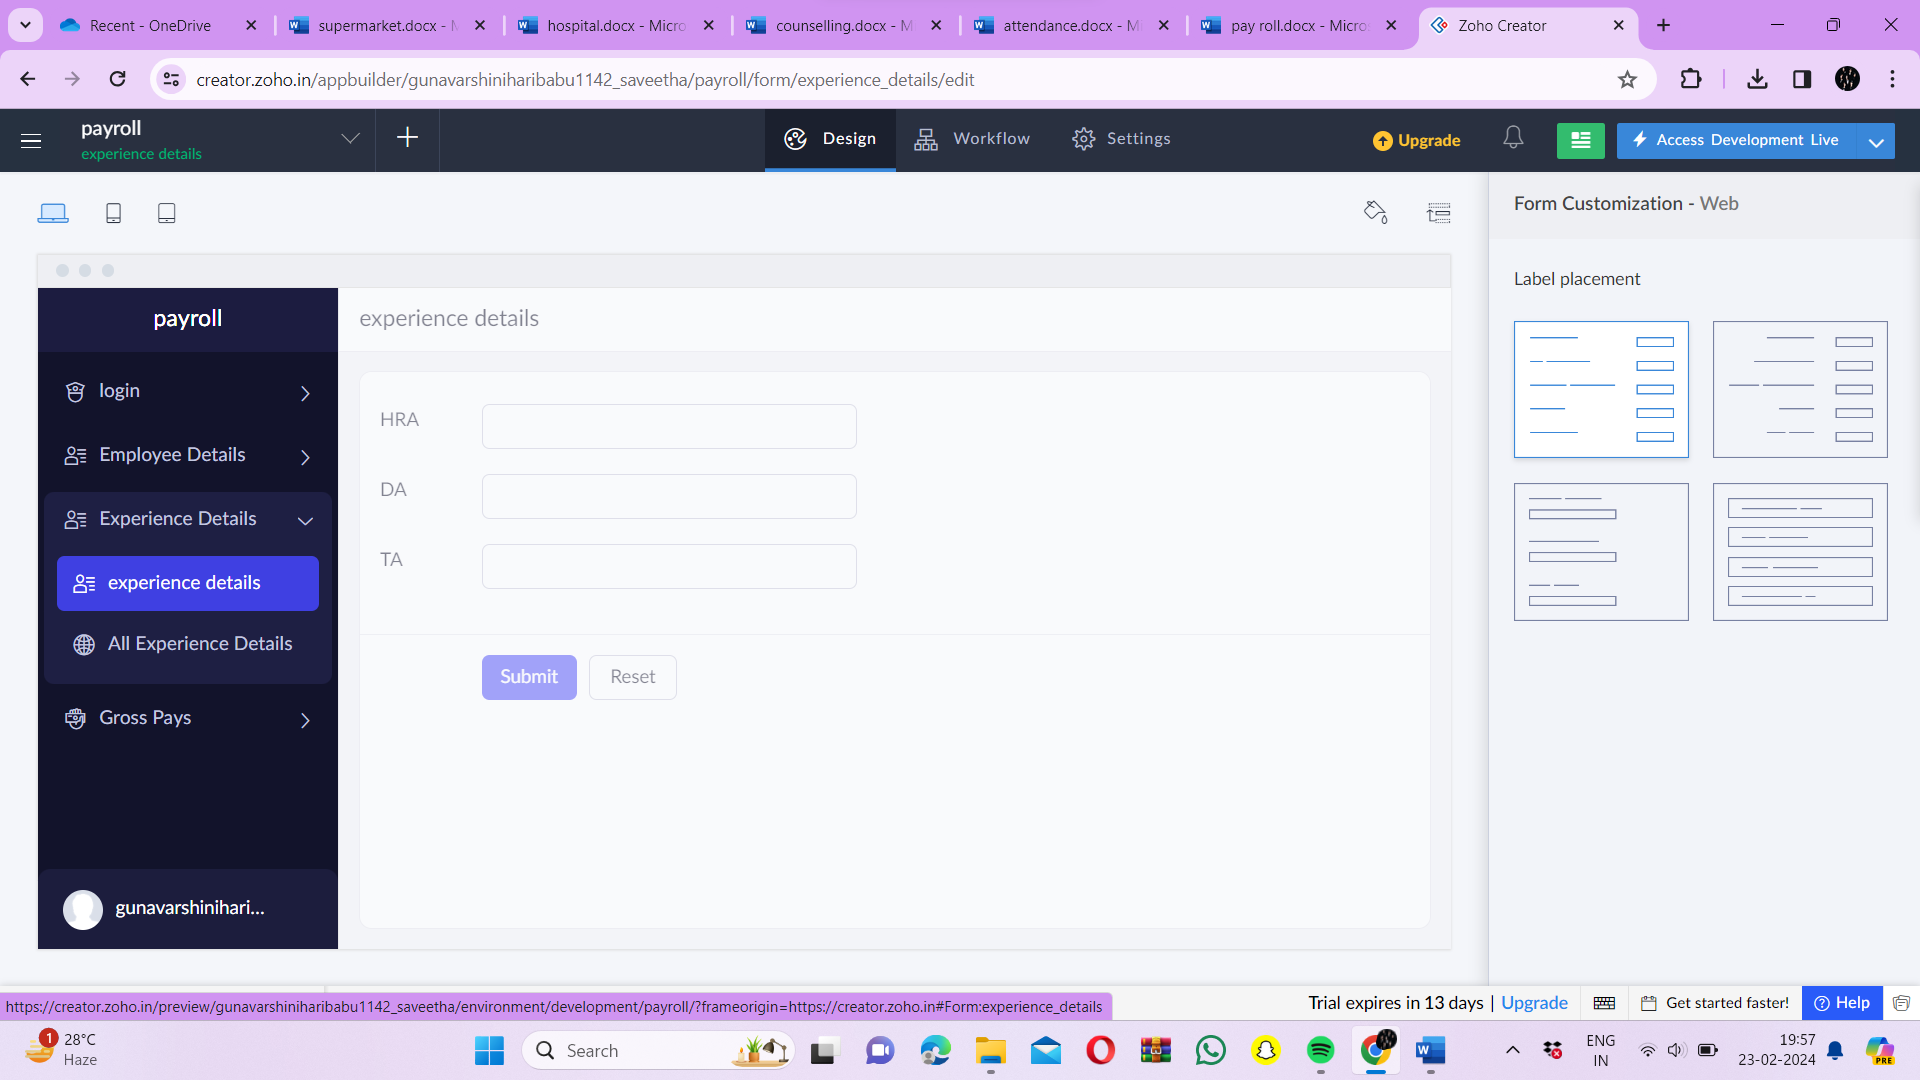 Recent - OneDrive
supermarket.docx - M
hospital.docx - Micro
counselling.docx - M
attendance.docx - Mi
pay roll.docx - Micros
Zoho Creator
creator.zoho.in/appbuilder/gunavarshiniharibabu1142_saveetha/payroll/form/experience_details/edit
payroll
experience details
Design
Workflow
Settings
Upgrade
Access Development Live
Form Customization - Web
Label placement
payroll
experience details
login
Employee Details
Experience Details
experience details
All Experience Details
Gross Pays
gunavarshinihari...
HRA
DA
TA
Submit
Reset
https://creator.zoho.in/preview/gunavarshiniharibabu1142_saveetha/environment/development/payroll/?frameorigin=https://creator.zoho.in#Form:experience_details
Trial expires in 13 days | Upgrade
Get started faster!
Help
1
28°C
Haze
Search
ENG
IN
19:57
23-02-2024
PRE